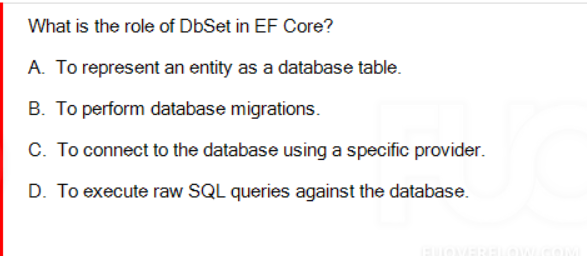 What is the role of DbSet in EF Core?
A. To represent an entity as a database table.
B. To perform database migrations.
C. To connect to the database using a specific provider.
D. To execute raw SQL queries against the database.